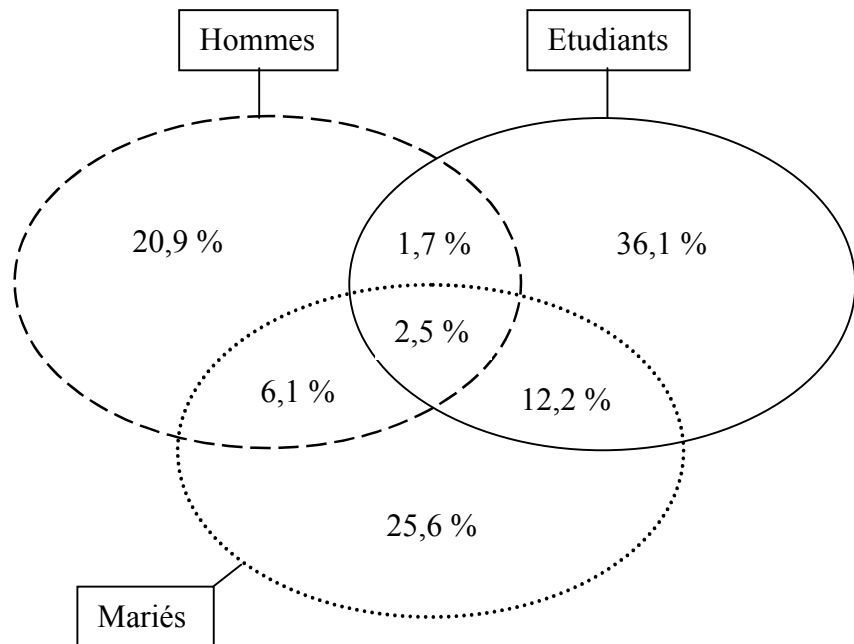 Hommes
Etudiants
20,9 %
1,7 %
36,1 %
2,5 %
6,1 %
12,2 %
25,6 %
Mariés